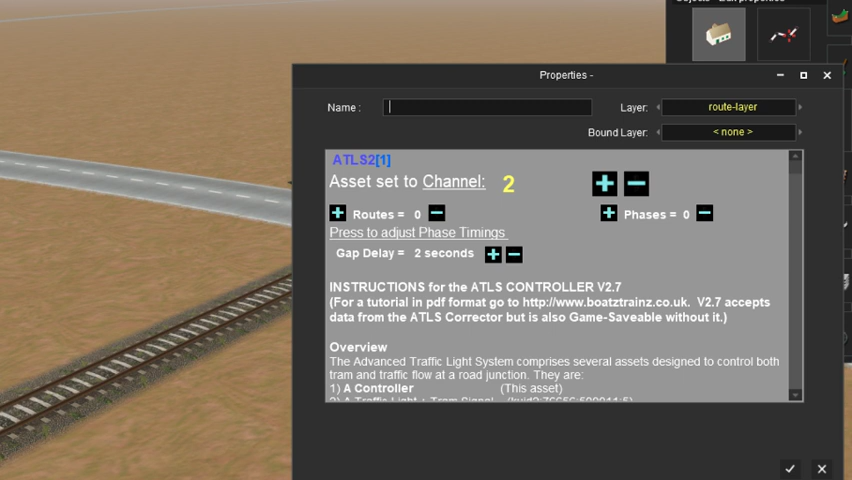 Properties -
Name :
Layer:
route-layer
Bound Layer:
< none >
ATLS2[1]
Asset set to Channel: 2
Routes = 0
Phases = 0
Press to adjust Phase Timings
Gap Delay = 2 seconds
INSTRUCTIONS for the ATLS CONTROLLER V2.7
(For a tutorial in pdf format go to http://www.boatztrainz.co.uk. V2.7 accepts
data from the ATLS Corrector but is also Game-Saveable without it.)
Overview
The Advanced Traffic Light System comprises several assets designed to control both
tram and traffic flow at a road junction. They are:
1) A Controller (This asset)